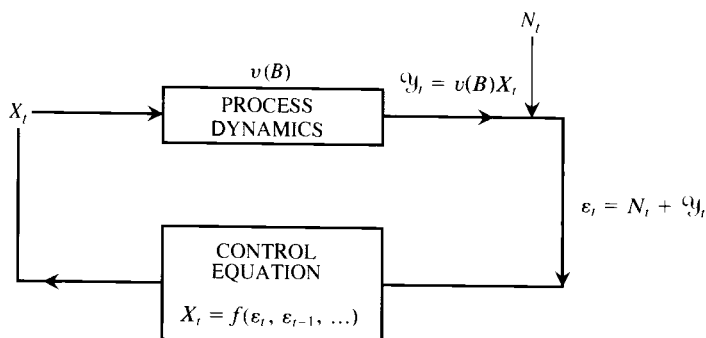 N_t
v(B)
𝒴_t = v(B)X_t
X_t
PROCESS
DYNAMICS
ε_t = N_t + 𝒴_t
CONTROL
EQUATION
X_t = f(ε_t, ε_{t−1}, ...)